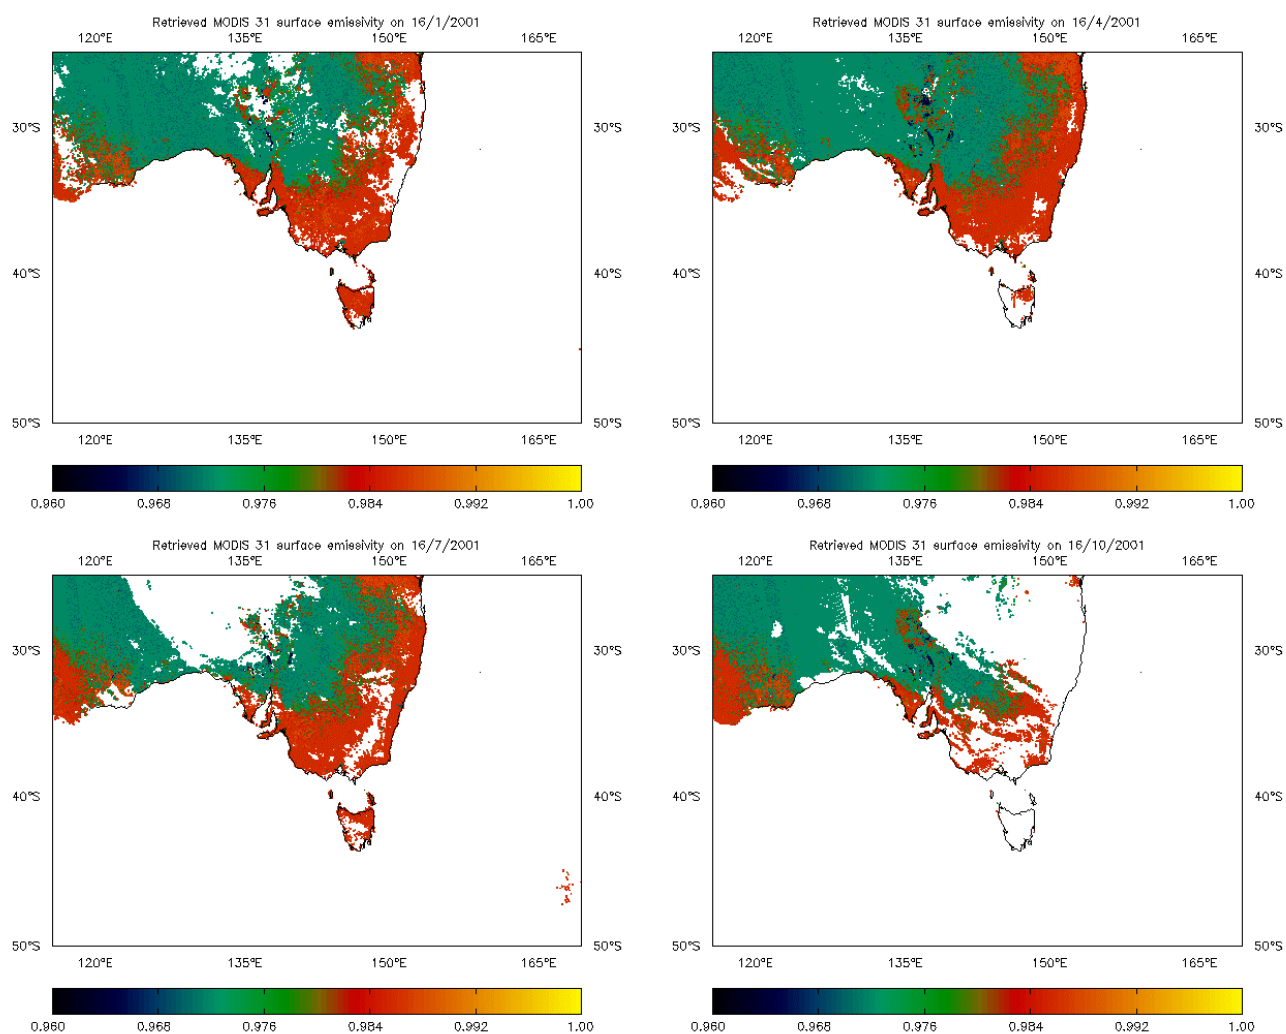 Retrieved MODIS 31 surface emissivity on 16/1/2001
120°E 135°E 150°E 165°E
30°S 30°S
40°S 40°S
50°S 50°S
120°E 135°E 150°E 165°E
0.960 0.968 0.976 0.984 0.992 1.00
Retrieved MODIS 31 surface emissivity on 16/4/2001
120°E 135°E 150°E 165°E
30°S 30°S
40°S 40°S
50°S 50°S
120°E 135°E 150°E 165°E
0.960 0.968 0.976 0.984 0.992 1.00
Retrieved MODIS 31 surface emissivity on 16/7/2001
120°E 135°E 150°E 165°E
30°S 30°S
40°S 40°S
50°S 50°S
120°E 135°E 150°E 165°E
0.960 0.968 0.976 0.984 0.992 1.00
Retrieved MODIS 31 surface emissivity on 16/10/2001
120°E 135°E 150°E 165°E
30°S 30°S
40°S 40°S
50°S 50°S
120°E 135°E 150°E 165°E
0.960 0.968 0.976 0.984 0.992 1.00